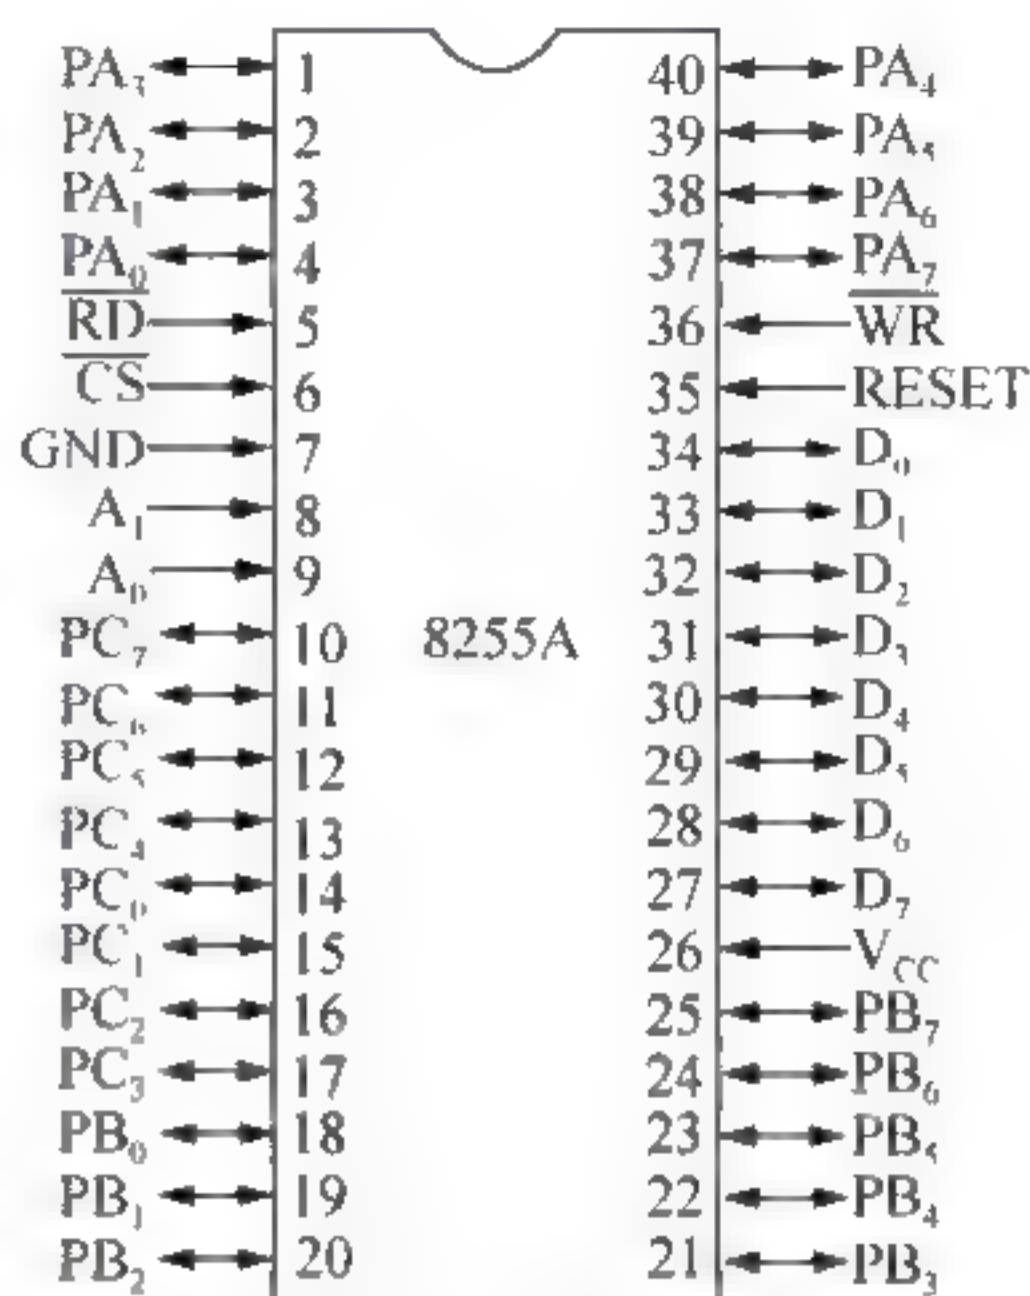 PA₃ 1 40 PA₄
PA₂ 2 39 PA₅
PA₁ 3 38 PA₆
PA₀ 4 37 PA₇
R̅D̅ 5 36 W̅R̅
C̅S̅ 6 35 RESET
GND 7 34 D₀
A₁ 8 33 D₁
A₀ 9 32 D₂
PC₇ 10 8255A 31 D₃
PC₆ 11 30 D₄
PC₅ 12 29 D₅
PC₄ 13 28 D₆
PC₀ 14 27 D₇
PC₁ 15 26 V_CC
PC₂ 16 25 PB₇
PC₃ 17 24 PB₆
PB₀ 18 23 PB₅
PB₁ 19 22 PB₄
PB₂ 20 21 PB₃